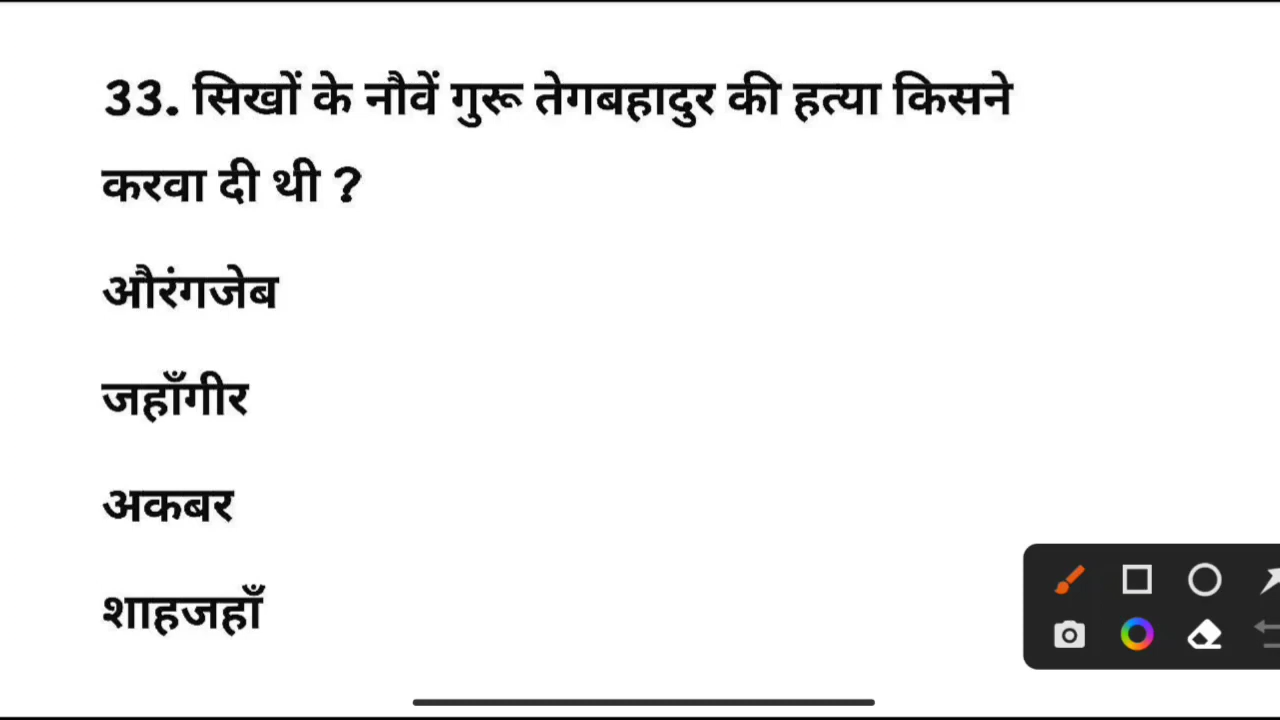 33. सिखों के नौवें गुरू तेगबहादुर की हत्या किसने
करवा दी थी ?
औरंगजेब
जहाँगीर
अकबर
शाहजहाँ